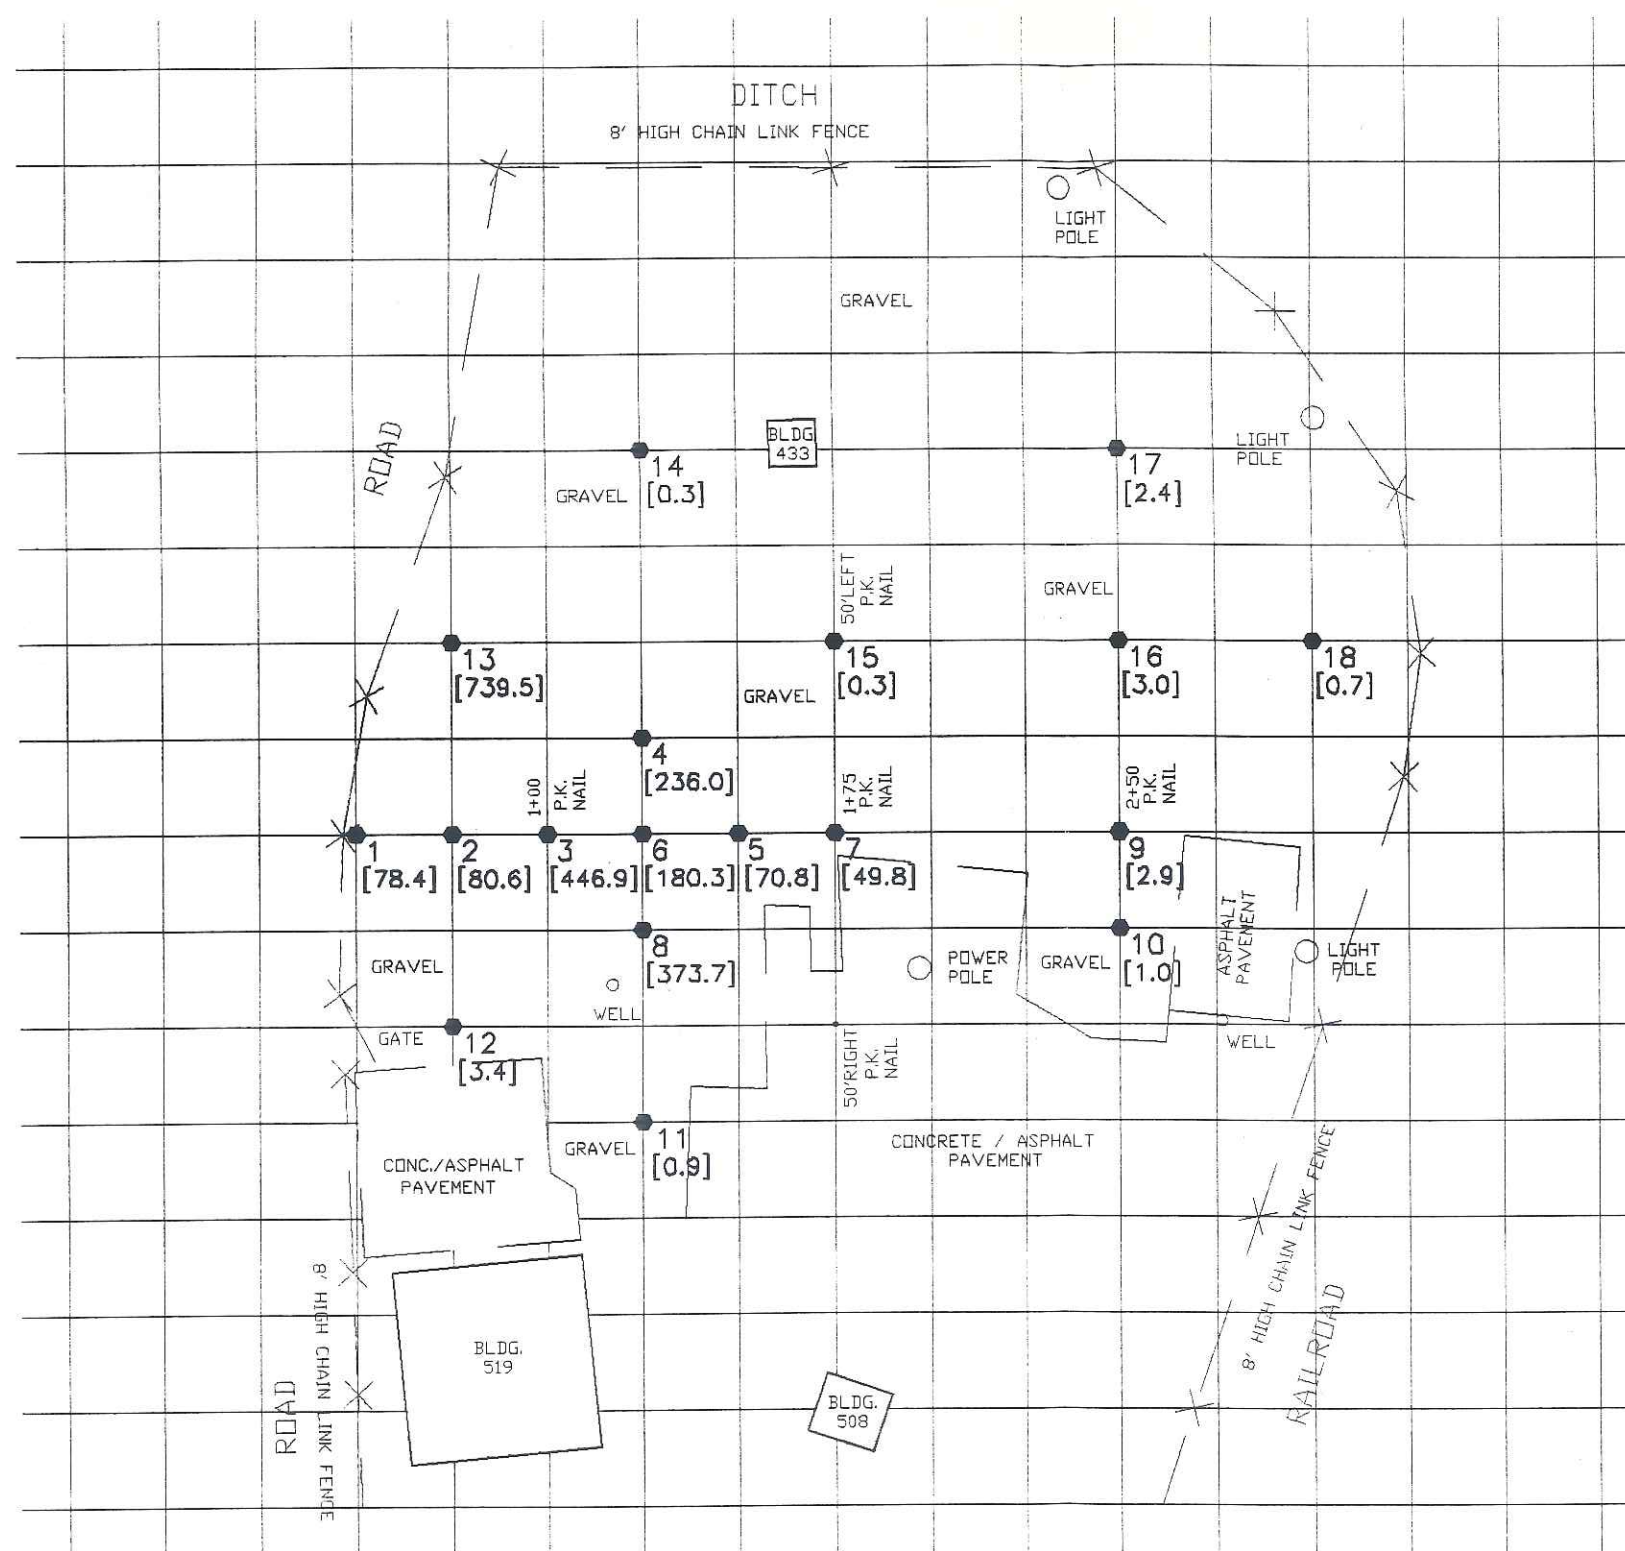 DITCH
8' HIGH CHAIN LINK FENCE
LIGHT
POLE
GRAVEL
ROAD
BLDG
433
LIGHT
POLE
14
[0.3]
GRAVEL
17
[2.4]
50'LEFT
P.K.
NAIL
GRAVEL
13
[739.5]
15
[0.3]
GRAVEL
16
[3.0]
18
[0.7]
4
[236.0]
1+00
P.K.
NAIL
1+75
P.K.
NAIL
2+50
P.K.
NAIL
1
[78.4]
2
[80.6]
3
[446.9]
6
[180.3]
5
[70.8]
7
[49.8]
9
[2.9]
ASPHALT
PAVEMENT
8
[373.7]
10
[1.0]
GRAVEL
POWER
POLE
GRAVEL
LIGHT
POLE
WELL
GATE
12
[3.4]
50'RIGHT
P.K.
NAIL
WELL
11
[0.9]
GRAVEL
CONCRETE / ASPHALT
PAVEMENT
CONC./ASPHALT
PAVEMENT
8' HIGH CHAIN LINK FENCE
8' HIGH CHAIN LINK FENCE
RAILROAD
BLDG.
519
ROAD
BLDG.
508